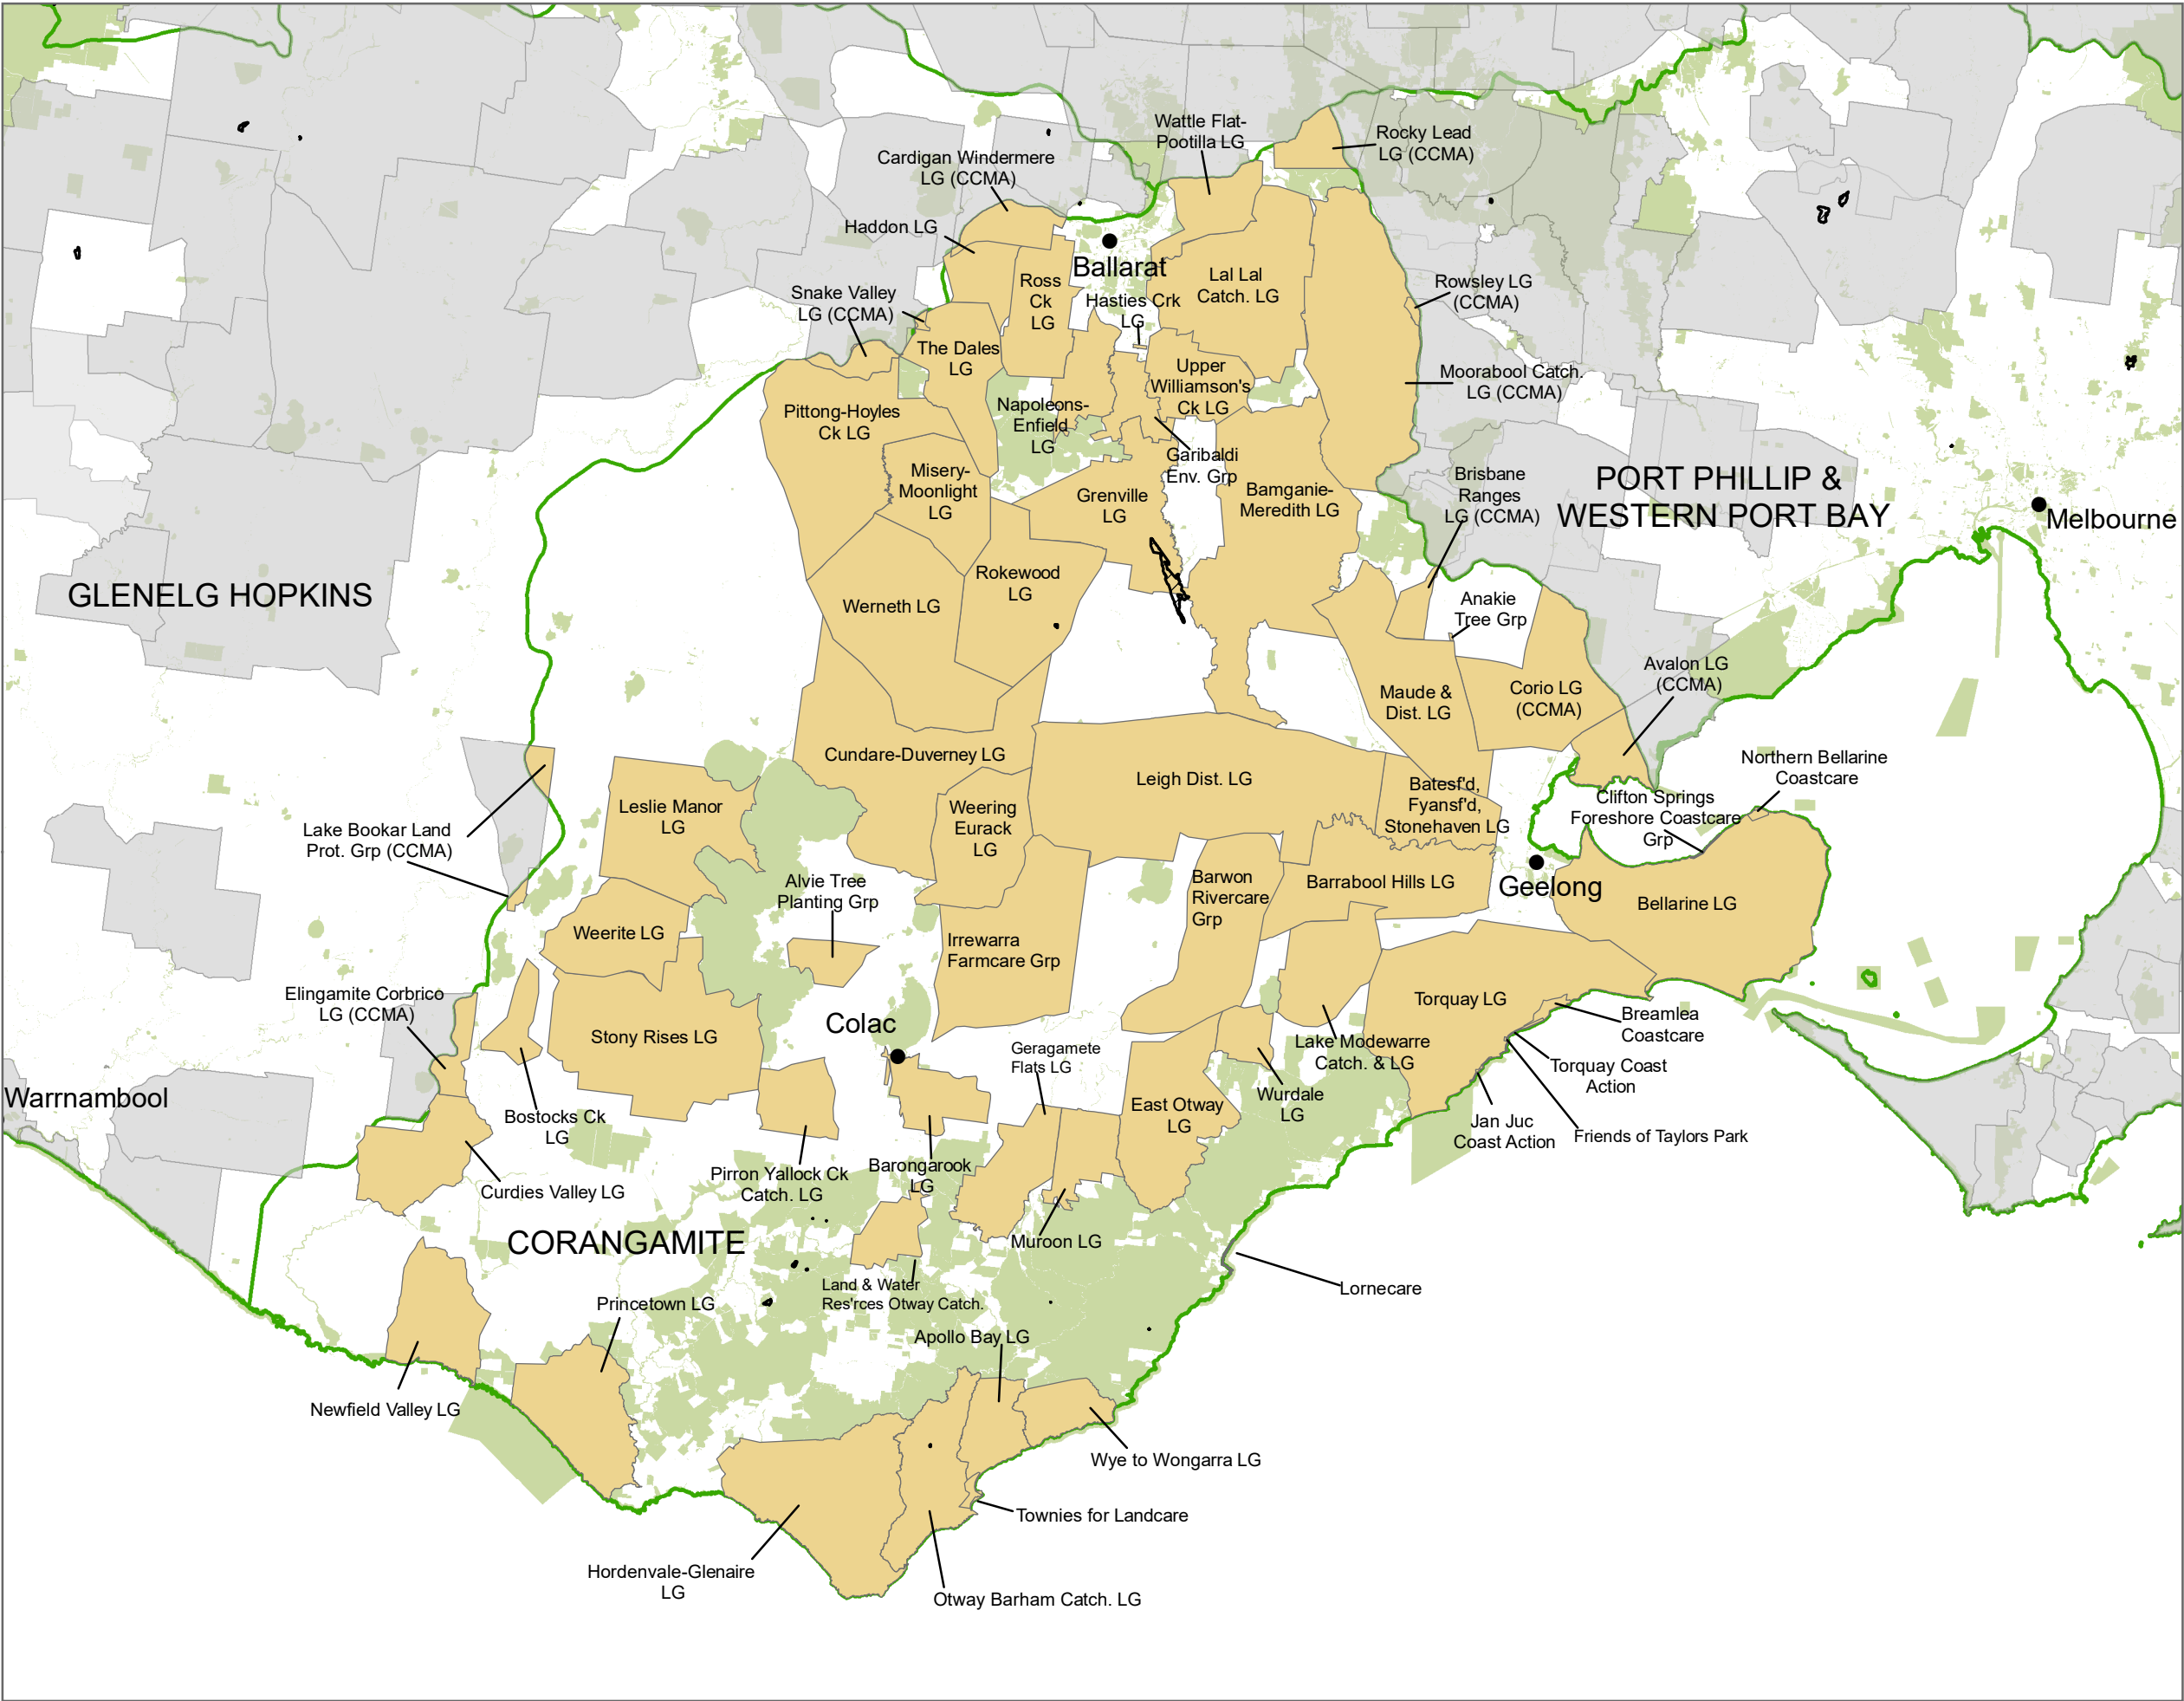 Wattle Flat-
Pootilla LG
Rocky Lead
LG (CCMA)
Cardigan Windermere
LG (CCMA)
Haddon LG
Ballarat
Ross
Ck
LG
Lal Lal
Catch. LG
Hasties Crk
LG
Rowsley LG
(CCMA)
Snake Valley
LG (CCMA)
The Dales
LG
Upper
Williamson's
Ck LG
Moorabool Catch.
LG (CCMA)
Pittong-Hoyles
Ck LG
Napoleons-
Enfield
LG
Garibaldi
Env. Grp
Misery-
Moonlight
LG
Grenville
LG
Bamganie-
Meredith LG
Brisbane
Ranges
LG (CCMA)
PORT PHILLIP &
WESTERN PORT BAY
Melbourne
GLENELG HOPKINS
Werneth LG
Rokewood
LG
Anakie
Tree Grp
Avalon LG
(CCMA)
Maude &
Dist. LG
Corio LG
(CCMA)
Cundare-Duverney LG
Leigh Dist. LG
Northern Bellarine
Coastcare
Batesf'd,
Fyansf'd,
Stonehaven LG
Clifton Springs
Foreshore Coastcare
Grp
Leslie Manor
LG
Weering
Eurack
LG
Lake Bookar Land
Prot. Grp (CCMA)
Alvie Tree
Planting Grp
Barwon
Rivercare
Grp
Barrabool Hills LG
Geelong
Bellarine LG
Weerite LG
Irrewarra
Farmcare Grp
Elingamite Corbrico
LG (CCMA)
Stony Rises LG
Colac
Torquay LG
Breamlea
Coastcare
Geragamete
Flats LG
Lake Modewarre
Catch. & LG
Torquay Coast
Action
Warrnambool
Bostocks Ck
LG
East Otway
LG
Wurdale
LG
Jan Juc
Coast Action
Friends of Taylors Park
Pirron Yallock Ck
Catch. LG
Barongarook
LG
Curdies Valley LG
CORANGAMITE
Muroon LG
Land & Water
Res'rces Otway Catch.
Lornecare
Princetown LG
Apollo Bay LG
Newfield Valley LG
Wye to Wongarra LG
Townies for Landcare
Hordenvale-Glenaire
LG
Otway Barham Catch. LG